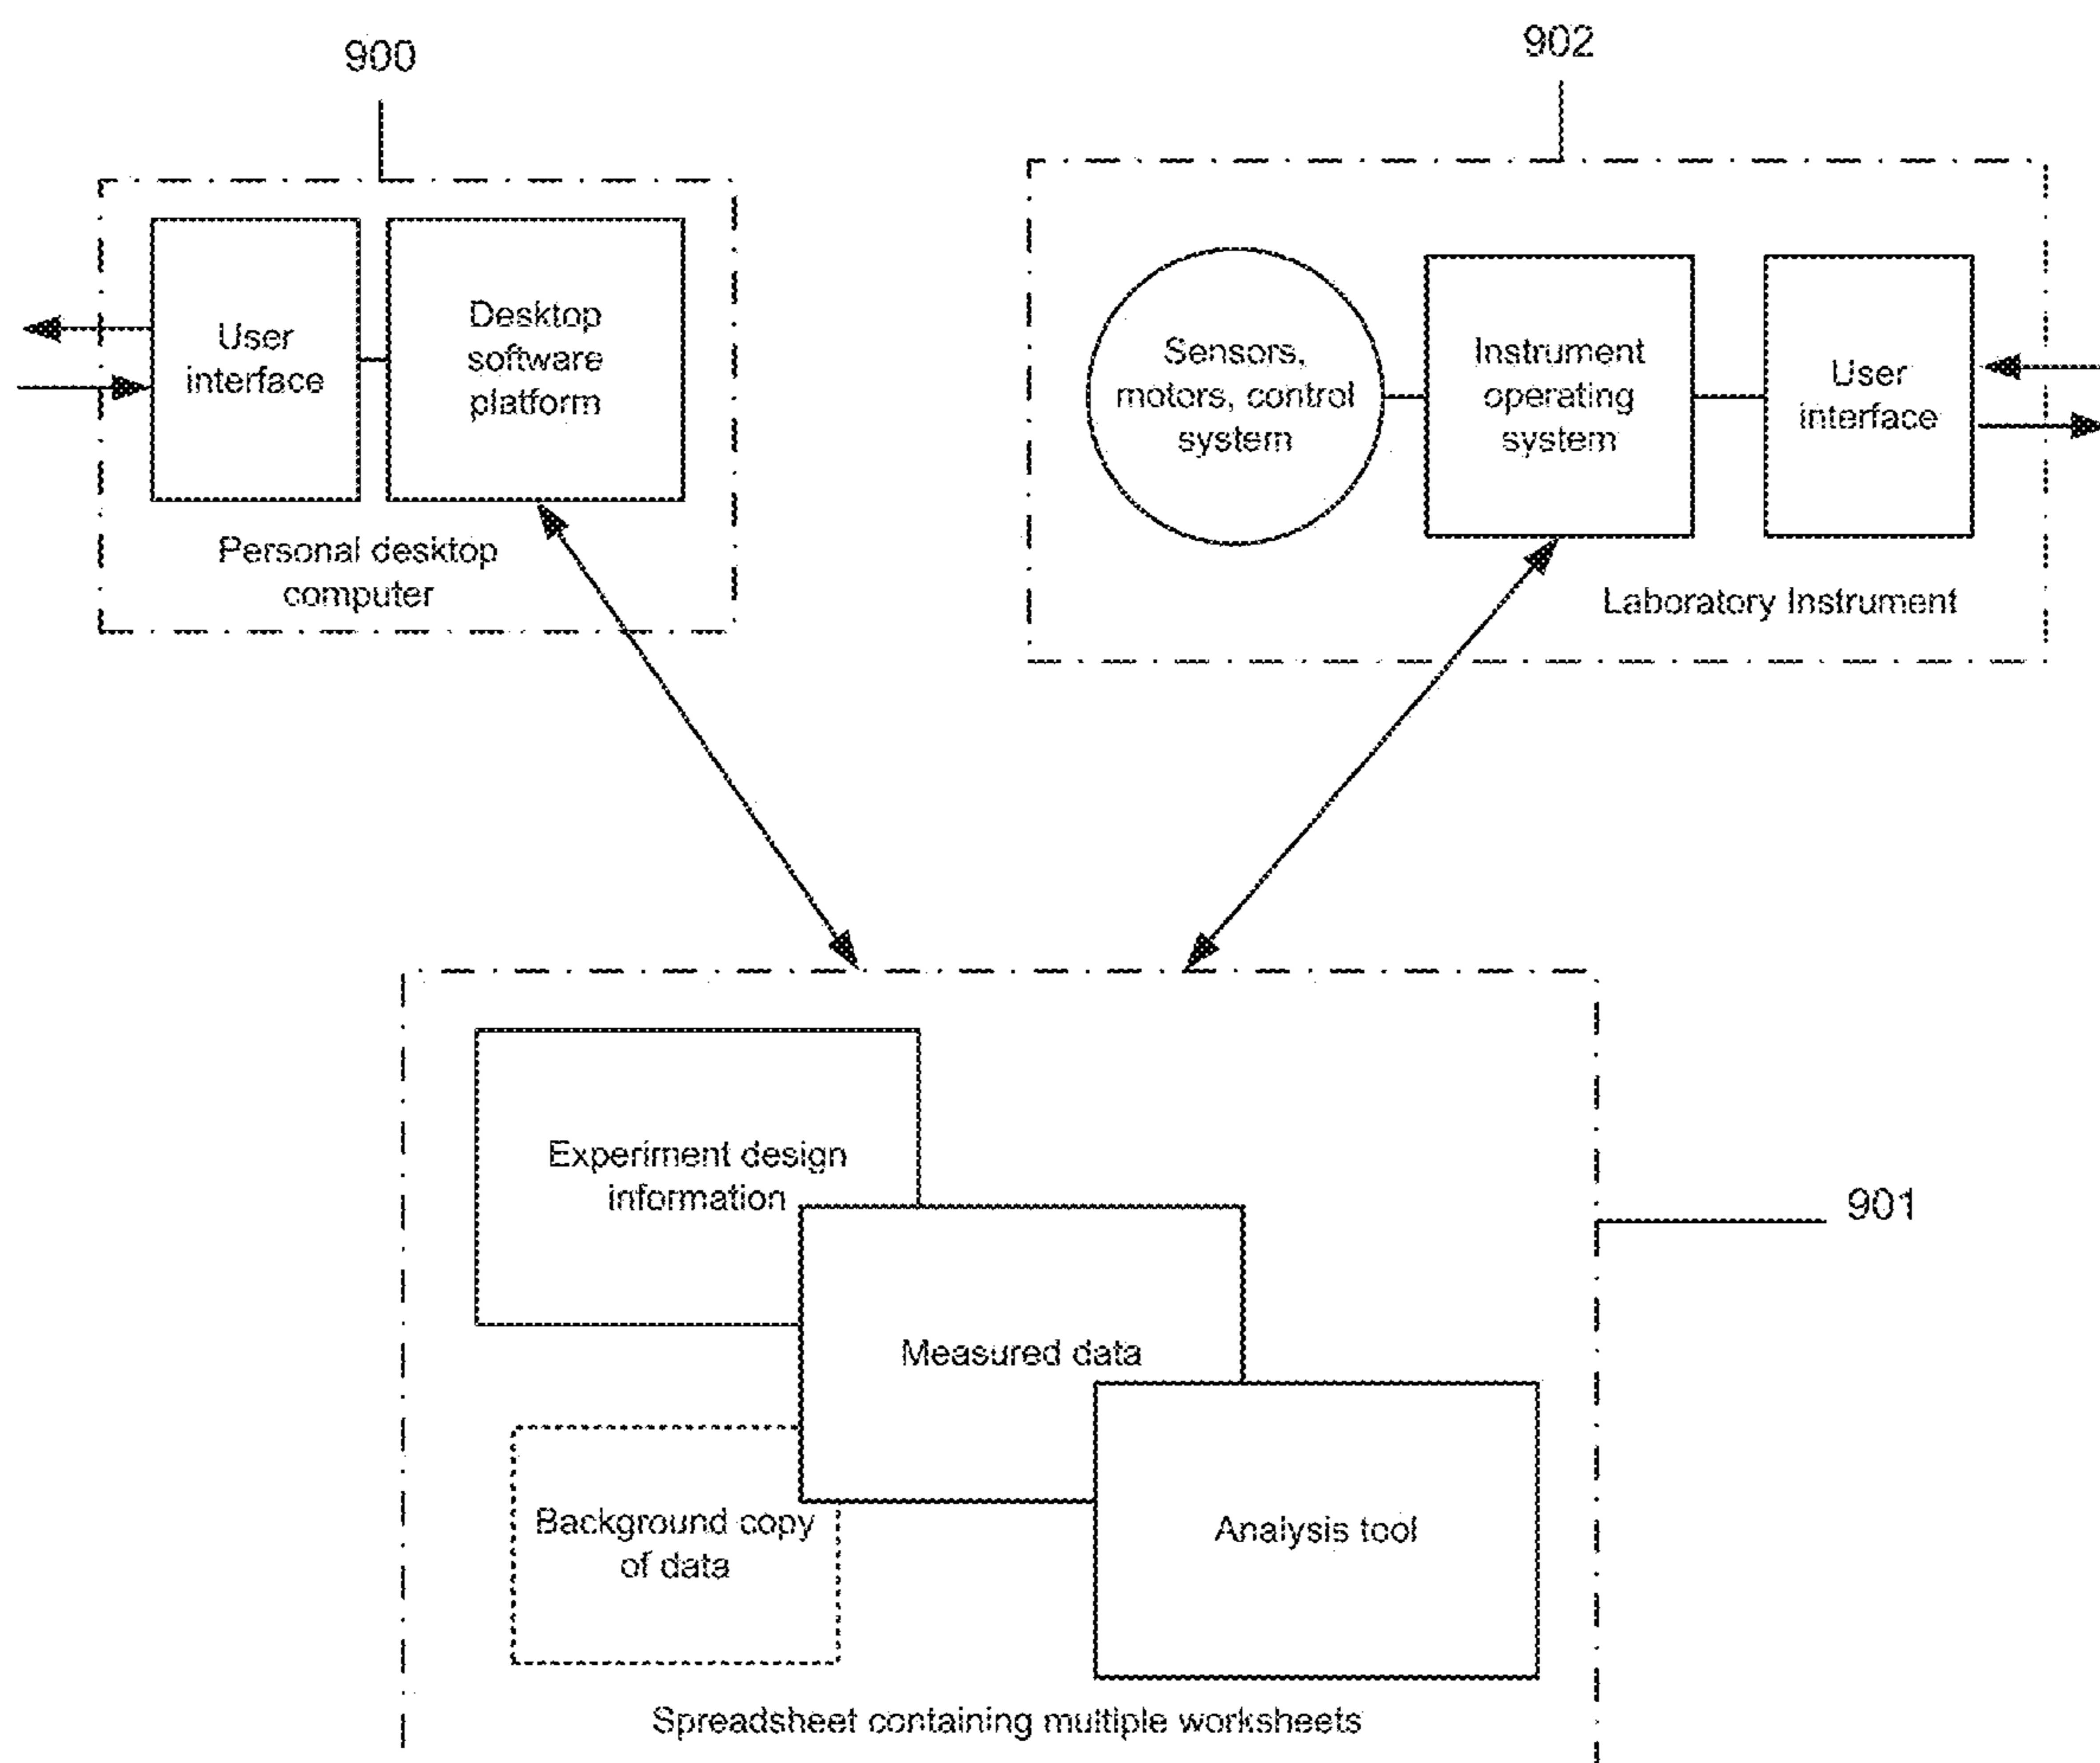 900
902
User
interface
Desktop
software
platform
Personal desktop
computer
Sensors,
motors, control
system
Instrument
operating
system
User
interface
Laboratory Instrument
Experiment design
information
Measured data
Background copy
of data
Analysis tool
901
Spreadsheet containing multiple worksheets